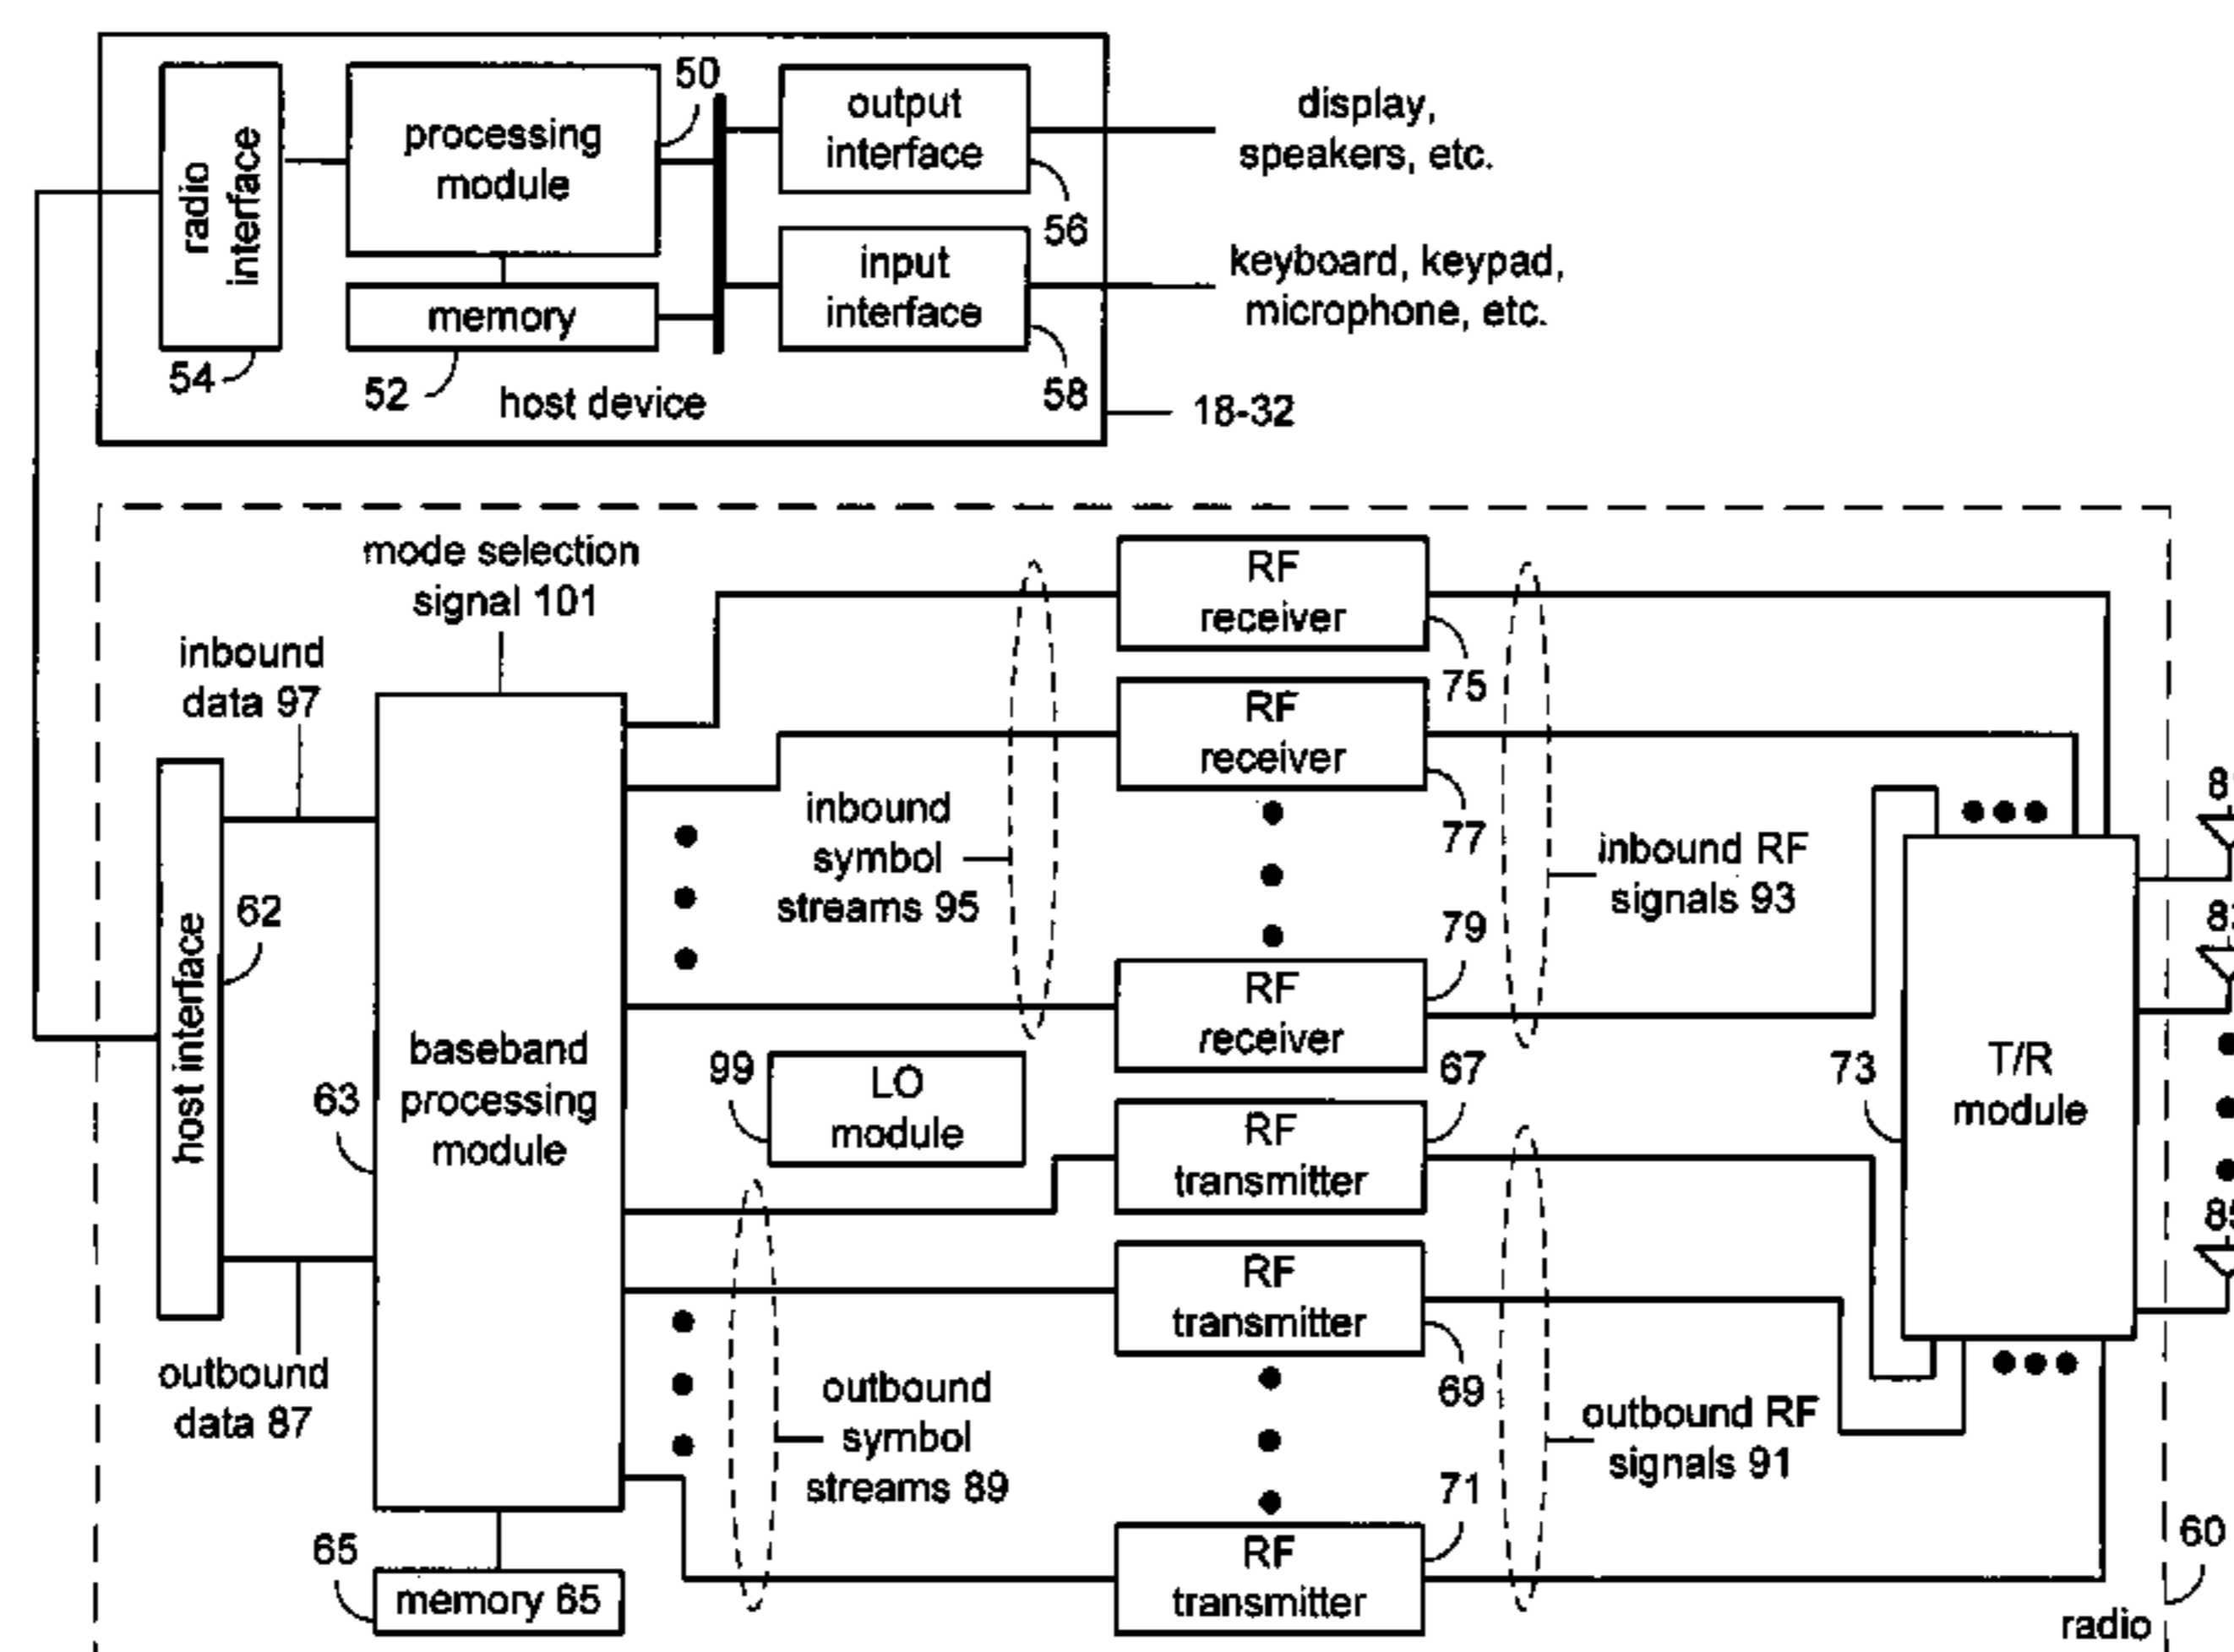 radio
interface
54
processing
module
50
memory
52
host device
output
interface
56
input
interface
58
display,
speakers, etc.
keyboard, keypad,
microphone, etc.
18-32
mode selection
signal 101
inbound
data 97
host interface
62
outbound
data 87
baseband
processing
module
63
65
memory 65
inbound
symbol
streams 95
99
LO
module
outbound
symbol
streams 89
RF
receiver
75
RF
receiver
77
79
RF
receiver
67
RF
transmitter
RF
transmitter
69
71
RF
transmitter
inbound RF
signals 93
outbound RF
signals 91
73
T/R
module
85
60
radio